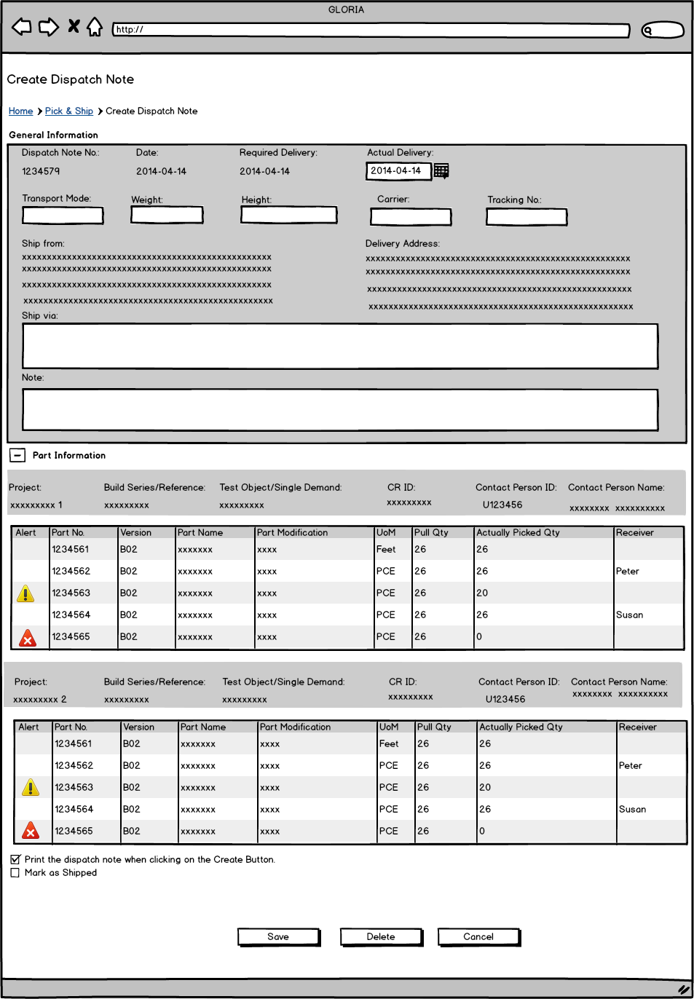 GLORIA
http://
Create Dispatch Note
Home Pick & Ship Create Dispatch Note
General Information
Dispatch Note No.: Date: Required Delivery: Actual Delivery:
1234579 2014-04-14 2014-04-14 2014-04-14
Transport Mode: Weight: Height: Carrier: Tracking No.:
Ship from: Delivery Address:
xxxxxxxxxxxxxxxxxxxxxxxxxxxxxxxxxxxxxxxxxxxxxxxxxx xxxxxxxxxxxxxxxxxxxxxxxxxxxxxxxxxxxxxxxxxxxxxxxxxxxxx
xxxxxxxxxxxxxxxxxxxxxxxxxxxxxxxxxxxxxxxxxxxxxxxxxx xxxxxxxxxxxxxxxxxxxxxxxxxxxxxxxxxxxxxxxxxxxxxxxxxxxxx
xxxxxxxxxxxxxxxxxxxxxxxxxxxxxxxxxxxxxxxxxxxxxxxxxx xxxxxxxxxxxxxxxxxxxxxxxxxxxxxxxxxxxxxxxxxxxxxxxxxxxxx
xxxxxxxxxxxxxxxxxxxxxxxxxxxxxxxxxxxxxxxxxxxxxxxxxx xxxxxxxxxxxxxxxxxxxxxxxxxxxxxxxxxxxxxxxxxxxxxxxxxxxxx
Ship via:
Note:
Part Information
Project: Build Series/Reference: Test Object/Single Demand: CR ID: Contact Person ID: Contact Person Name:
xxxxxxxxx 1 xxxxxxxxx xxxxxxxxx xxxxxxxxx U123456 xxxxxxxx xxxxxxxxxx
Alert Part No. Version Part Name Part Modification UoM Pull Qty Actually Picked Qty Receiver
1234561 B02 xxxxxxx xxxx Feet 26 26
1234562 B02 xxxxxxx xxxx PCE 26 26 Peter
1234563 B02 xxxxxxx xxxx PCE 26 20
1234564 B02 xxxxxxx xxxx PCE 26 26 Susan
1234565 B02 xxxxxxx xxxx PCE 26 0
Project: Build Series/Reference: Test Object/Single Demand: CR ID: Contact Person ID: Contact Person Name:
xxxxxxxxx 2 xxxxxxxxx xxxxxxxxx xxxxxxxxx U123456 xxxxxxxx xxxxxxxxxx
Alert Part No. Version Part Name Part Modification UoM Pull Qty Actually Picked Qty Receiver
1234561 B02 xxxxxxx xxxx Feet 26 26
1234562 B02 xxxxxxx xxxx PCE 26 26 Peter
1234563 B02 xxxxxxx xxxx PCE 26 20
1234564 B02 xxxxxxx xxxx PCE 26 26 Susan
1234565 B02 xxxxxxx xxxx PCE 26 0
Print the dispatch note when clicking on the Create Button.
Mark as Shipped
Save Delete Cancel